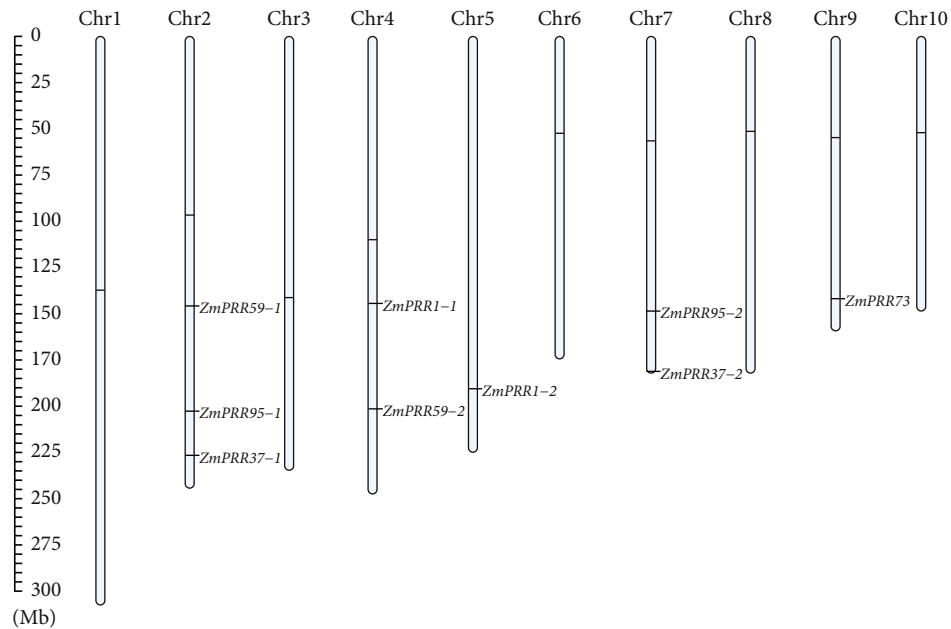 Chr1 Chr2 Chr3 Chr4 Chr5 Chr6 Chr7 Chr8 Chr9 Chr10
0
25
50
75
100
125
150
170
200
225
250
275
300
(Mb)
ZmPRR59-1
ZmPRR95-1
ZmPRR37-1
ZmPRR1-1
ZmPRR59-2
ZmPRR1-2
ZmPRR95-2
ZmPRR37-2
ZmPRR73